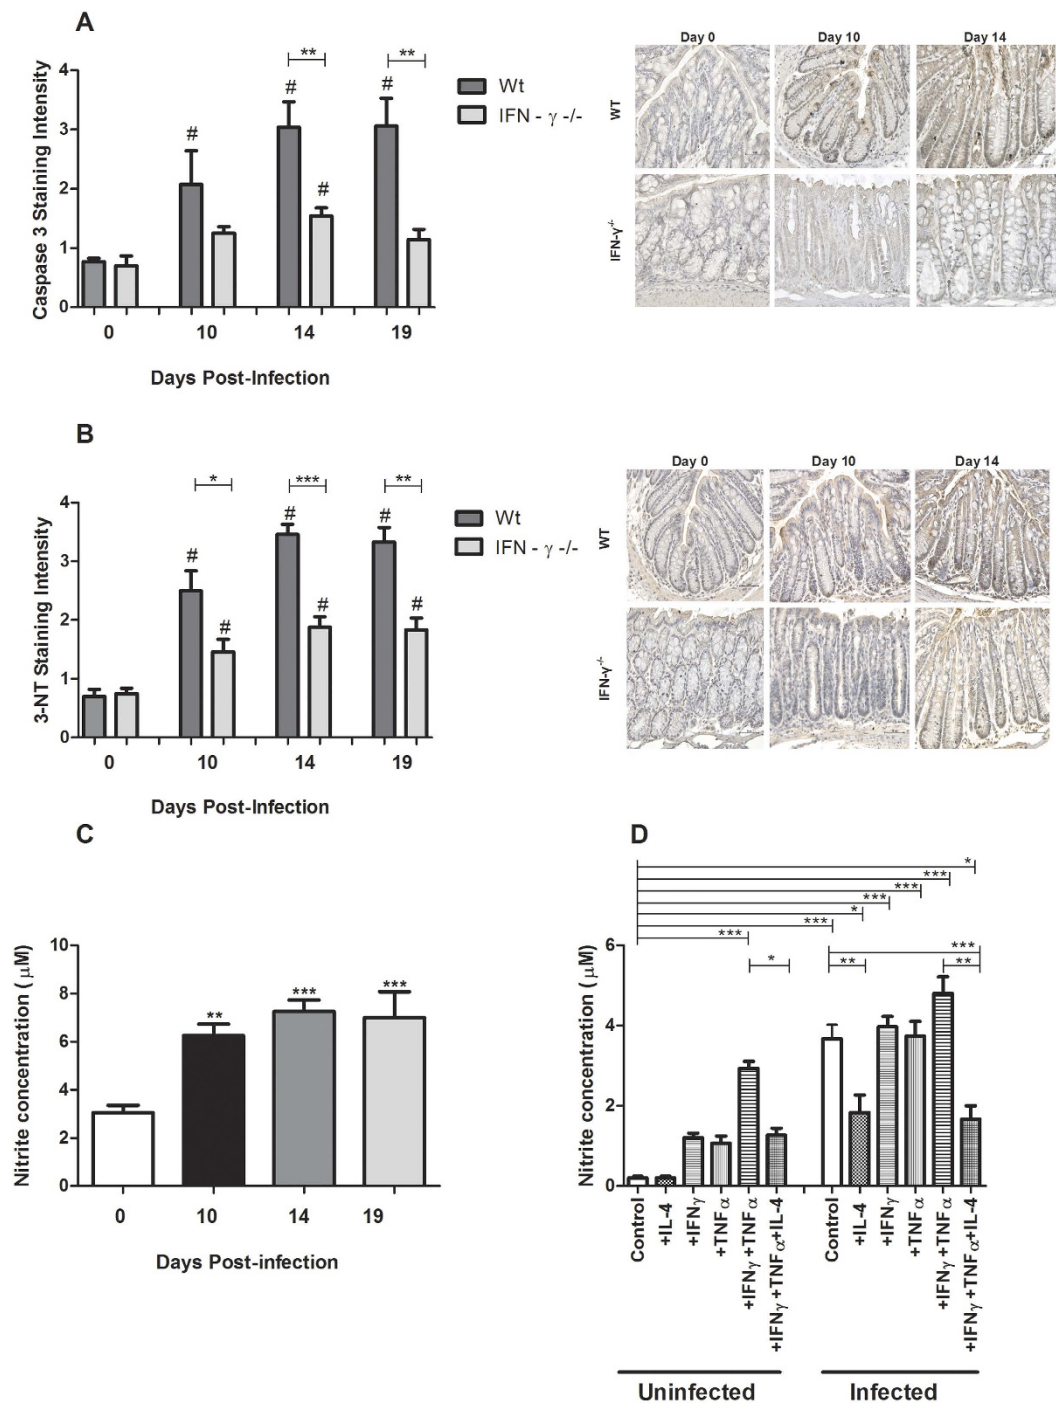 A
**
**
4
3
2
1
0
Caspase 3 Staining Intensity
#
#
#
#
Wt
IFN - γ -/-
0
10
14
19
Days Post-Infection
Day 0
Day 10
Day 14
WT
IFN-γ-/-
B
*
***
**
4
3
2
1
0
3-NT Staining Intensity
#
#
#
#
#
#
Wt
IFN - γ -/-
0
10
14
19
Days Post-Infection
Day 0
Day 10
Day 14
WT
IFN-γ-/-
C
10
8
6
4
2
0
Nitrite concentration (μM)
**
***
***
0
10
14
19
Days Post-infection
D
*
***
***
***
*
***
***
*
***
**
**
6
4
2
0
Nitrite concentration (μM)
Control
+IL-4
+IFNγ
+TNFα
+IFNγ +TNFα
+IFNγ +TNFα+IL-4
Control
+IL-4
+IFNγ
+TNFα
+IFNγ +TNFα
+IFNγ +TNFα+IL-4
Uninfected
Infected